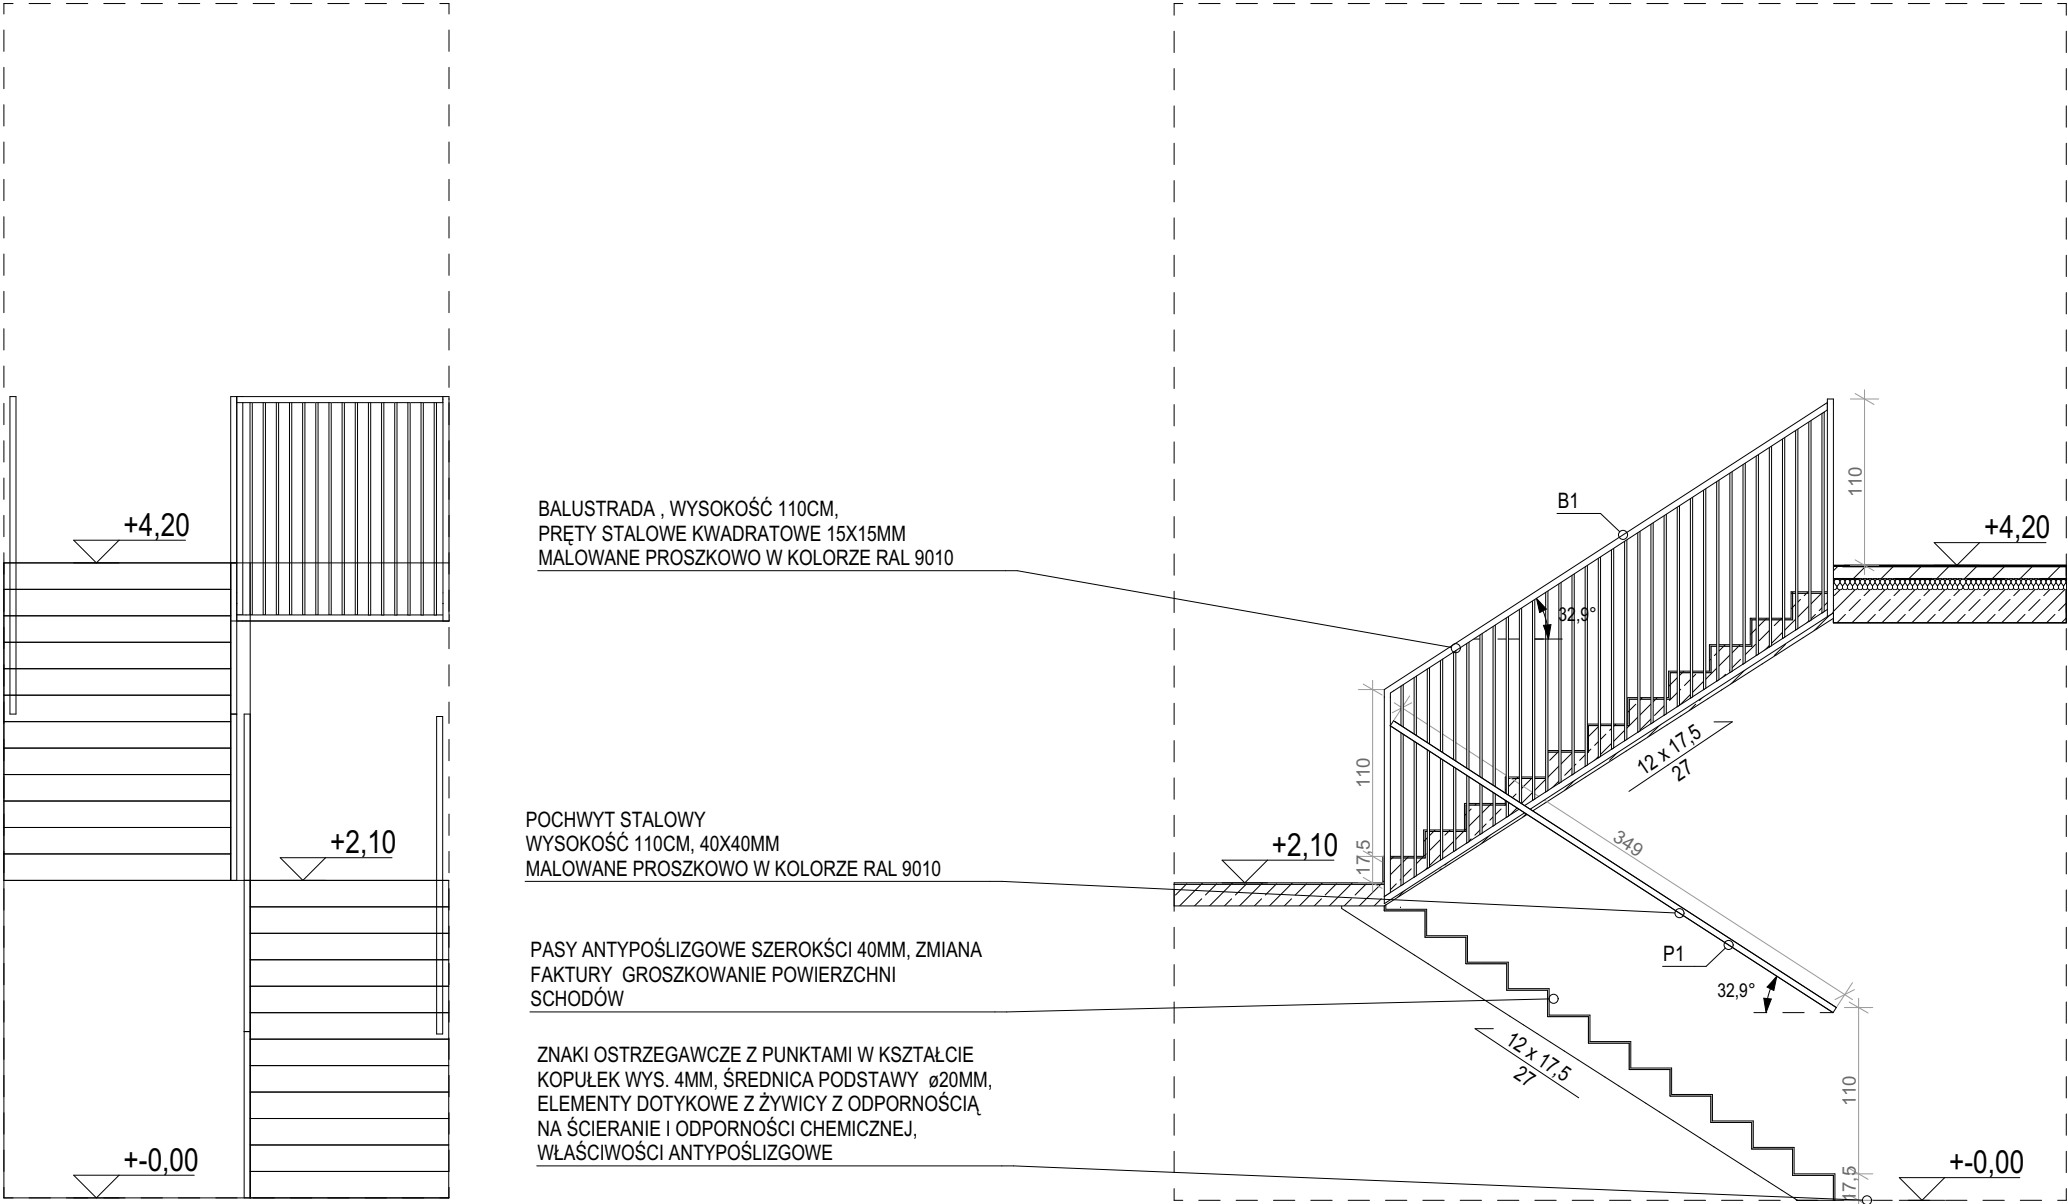 +4,20
+2,10
+-0,00
BALUSTRADA , WYSOKOŚĆ 110CM,
PRĘTY STALOWE KWADRATOWE 15X15MM
MALOWANE PROSZKOWO W KOLORZE RAL 9010
POCHWYT STALOWY
WYSOKOŚĆ 110CM, 40X40MM
MALOWANE PROSZKOWO W KOLORZE RAL 9010
PASY ANTYPOŚLIZGOWE SZEROKŚCI 40MM, ZMIANA
FAKTURY GROSZKOWANIE POWIERZCHNI
SCHODÓW
ZNAKI OSTRZEGAWCZE Z PUNKTAMI W KSZTAŁCIE
KOPUŁEK WYS. 4MM, ŚREDNICA PODSTAWY ø20MM,
ELEMENTY DOTYKOWE Z ŻYWICY Z ODPORNOŚCIĄ
NA ŚCIERANIE I ODPORNOŚCI CHEMICZNEJ,
WŁAŚCIWOŚCI ANTYPOŚLIZGOWE
B1
110
+4,20
32,9°
110
12 x 17,5
27
349
17,5
+2,10
P1
32,9°
12 x 17,5
27
110
17,5
+-0,00